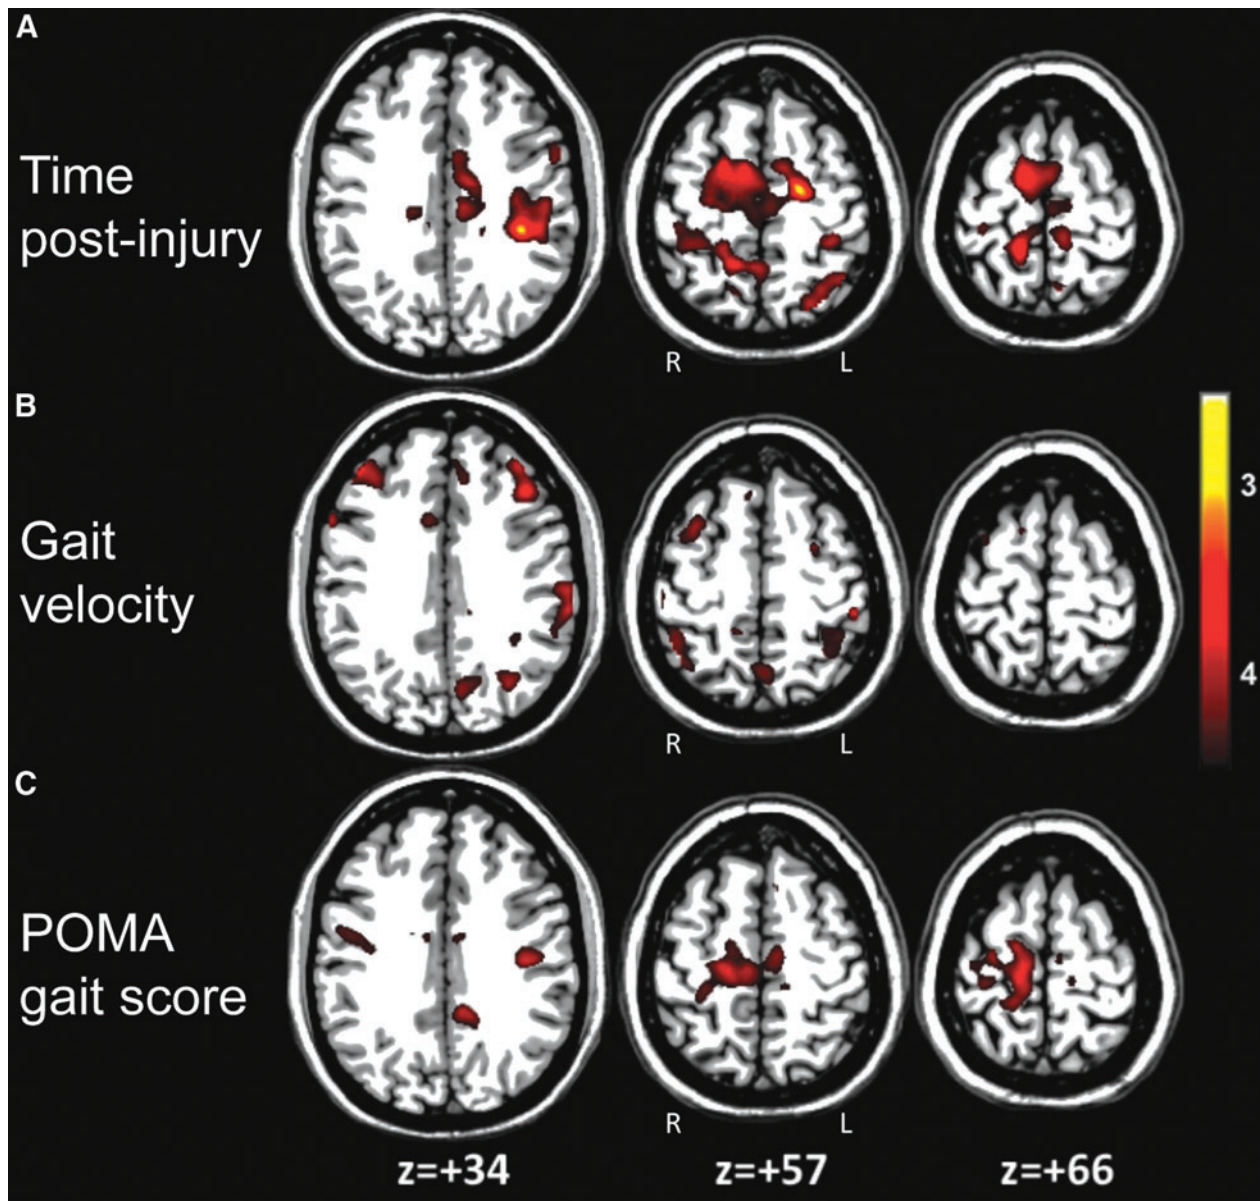 A
Time
post-injury
R L
B
Gait
velocity
R L
3
4
C
POMA
gait score
R L
z=+34 z=+57 z=+66